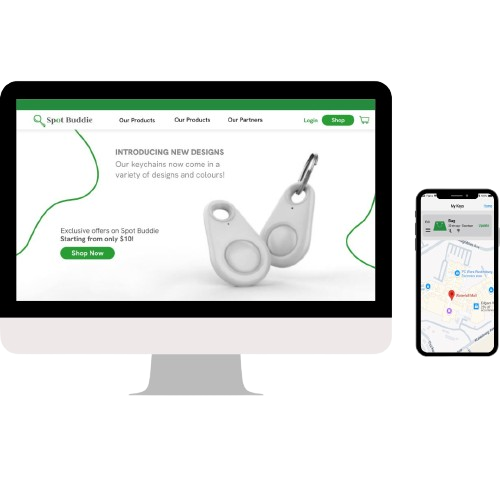 Spot Buddie
Our Products
Our Products
Our Partners
Login
Shop
INTRODUCING NEW DESIGNS
Our keychains now come in a
variety of designs and colours!
Exclusive offers on Spot Buddie
Starting from only $10!
Shop Now
My Keys
Bag